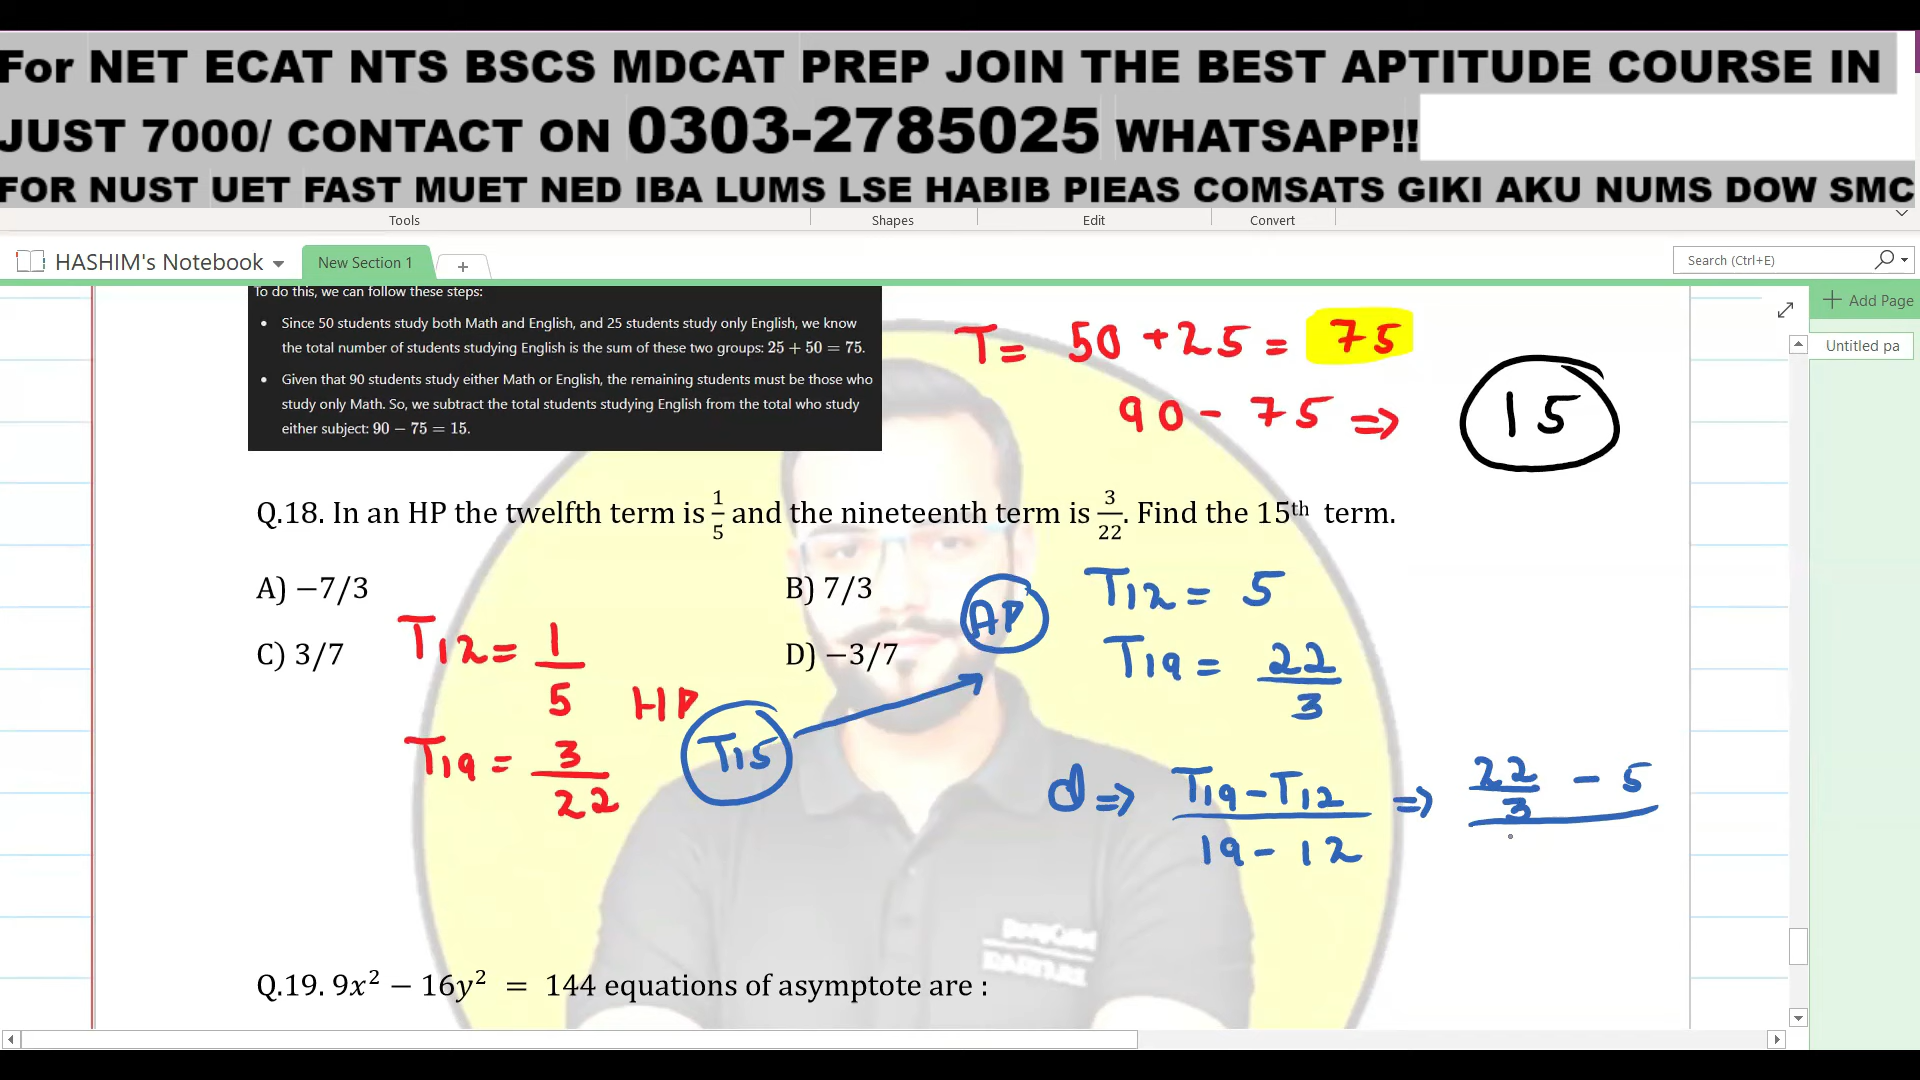 For NET ECAT NTS BSCS MDCAT PREP JOIN THE BEST APTITUDE COURSE IN
JUST 7000/ CONTACT ON 0303-2785025 WHATSAPP!!
FOR NUST UET FAST MUET NED IBA LUMS LSE HABIB PIEAS COMSATS GIKI AKU NUMS DOW SMC
Tools Shapes Edit Convert
HASHIM's Notebook New Section 1 + Search (Ctrl+E)
Add Page
Untitled pa
To do this, we can follow these steps:
• Since 50 students study both Math and English, and 25 students study only English, we know
the total number of students studying English is the sum of these two groups: 25 + 50 = 75.
• Given that 90 students study either Math or English, the remaining students must be those who
study only Math. So, we subtract the total students studying English from the total who study
either subject: 90 − 75 = 15.
T = 50 + 25 = 75
90 - 75 ⇒ 15
Q.18. In an HP the twelfth term is 1/5 and the nineteenth term is 3/22. Find the 15th term.
A) −7/3 B) 7/3
C) 3/7 D) −3/7
T12 = 1/5
HP
T19 = 3/22
T15
AP
T12 = 5
T19 = 22/3
d ⇒ T19 - T12 / 19 - 12 ⇒ 22/3 - 5
Q.19. 9x² − 16y² = 144 equations of asymptote are :